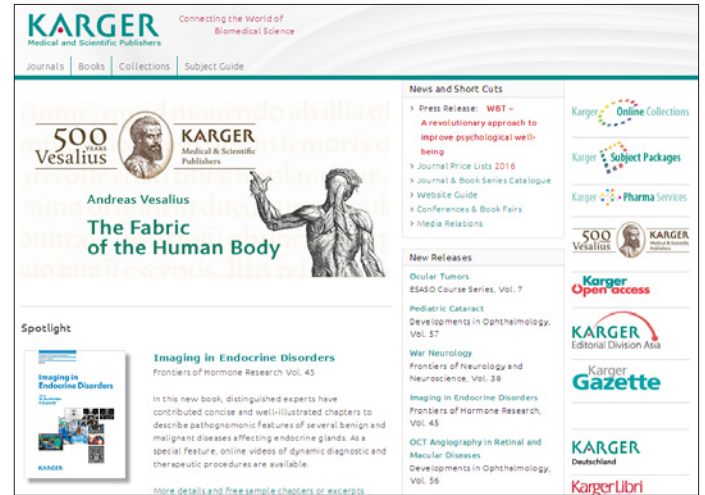 KARGER
Medical and Scientific Publishers
Connecting the World of
Biomedical Science
Journals
Books
Collections
Subject Guide
500
YEARS
Vesalius
KARGER
Medical & Scientific
Publishers
Andreas Vesalius
The Fabric
of the Human Body
Spotlight
Imaging in
Endocrine Disorders
KARGER
Imaging in Endocrine Disorders
Frontiers of Hormone Research Vol. 45
In this new book, distinguished experts have
contributed concise and well-illustrated chapters to
describe pathognomonic features of several benign and
malignant diseases affecting endocrine glands. As a
special feature, online videos of dynamic diagnostic and
therapeutic procedures are available.
More details and free sample chapters or excerpts
News and Short Cuts
› Press Release: WBT –
A revolutionary approach to
improve psychological well-
being
› Journal Price Lists 2016
› Journal & Book Series Catalogue
› Website Guide
› Conferences & Book Fairs
› Media Relations
New Releases
Ocular Tumors
ESASO Course Series, Vol. 7
Pediatric Cataract
Developments in Ophthalmology,
Vol. 57
War Neurology
Frontiers of Neurology and
Neuroscience, Vol. 38
Imaging in Endocrine Disorders
Frontiers of Hormone Research,
Vol. 45
OCT Angiography in Retinal and
Macular Diseases
Developments in Ophthalmology,
Vol. 56
Karger Online Collections
Karger Subject Packages
Karger Pharma Services
500
YEARS
Vesalius
KARGER
Medical & Scientific
Publishers
Karger
Open access
KARGER
Editorial Division Asia
Karger
Gazette
KARGER
Deutschland
KargerLibri